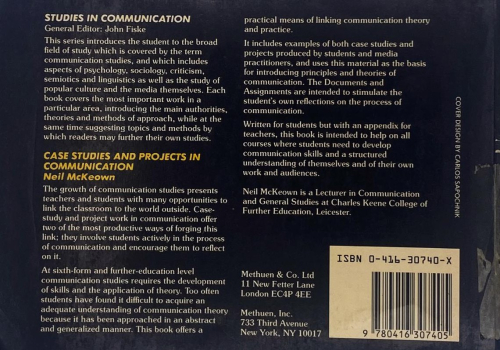 STUDIES IN COMMUNICATION
General Editor: John Fiske
This series introduces the student to the broad
field of study which is covered by the term
communication studies, and which includes
aspects of psychology, sociology, criticism,
semiotics and linguistics as well as the study of
popular culture and the media themselves. Each
book covers the most important work in a
particular area, introducing the main authorities,
theories and methods of approach, while at the
same time suggesting topics and methods by
which readers may further their own studies.
CASE STUDIES AND PROJECTS IN
COMMUNICATION
Neil McKeown
The growth of communication studies presents
teachers and students with many opportunities to
link the classroom to the world outside. Case-
study and project work in communication offer
two of the most productive ways of forging this
link; they involve students actively in the process
of communication and encourage them to reflect
on it.
At sixth-form and further-education level
communication studies requires the development
of skills and the application of theory. Too often
students have found it difficult to acquire an
adequate understanding of communication theory
because it has been approached in an abstract
and generalized manner. This book offers a
practical means of linking communication theory
and practice.
It includes examples of both case studies and
projects produced by students and media
practitioners, and uses this material as the basis
for introducing principles and theories of
communication. The Documents and
Assignments are intended to stimulate the
student's own reflections on the process of
communication.
Written for students but with an appendix for
teachers, this book is intended to help on all
courses where students need to develop
communication skills and a structured
understanding of themselves and of their own
work and audiences.
Neil McKeown is a Lecturer in Communication
and General Studies at Charles Keene College of
Further Education, Leicester.
Methuen & Co. Ltd
11 New Fetter Lane
London EC4P 4EE
Methuen, Inc.
733 Third Avenue
New York, NY 10017
COVER DESIGN BY CARLOS SAPOCHNIK
ISBN 0-416-30740-X
9 780416 307405